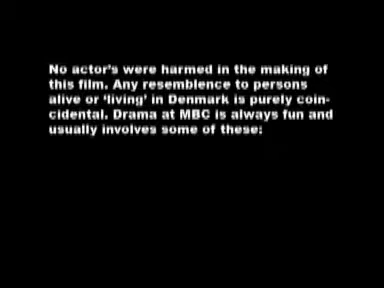 No actor's were harmed in the making of
this film. Any resemblence to persons
alive or 'living' in Denmark is purely coin-
cidental. Drama at MBC is always fun and
usually involves some of these: